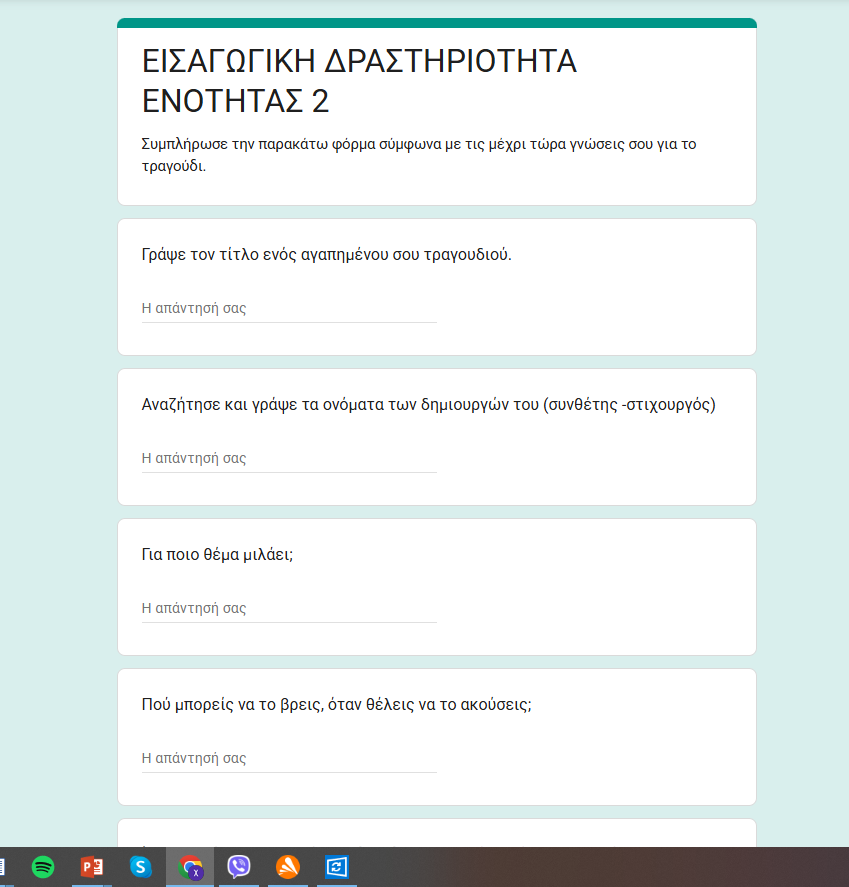 ΕΙΣΑΓΩΓΙΚΗ ΔΡΑΣΤΗΡΙΟΤΗΤΑ
ΕΝΟΤΗΤΑΣ 2
Συμπλήρωσε την παρακάτω φόρμα σύμφωνα με τις μέχρι τώρα γνώσεις σου για το
τραγούδι.
Γράψε τον τίτλο ενός αγαπημένου σου τραγουδιού.
Η απάντησή σας
Αναζήτησε και γράψε τα ονόματα των δημιουργών του (συνθέτης -στιχουργός)
Η απάντησή σας
Για ποιο θέμα μιλάει;
Η απάντησή σας
Πού μπορείς να το βρεις, όταν θέλεις να το ακούσεις;
Η απάντησή σας